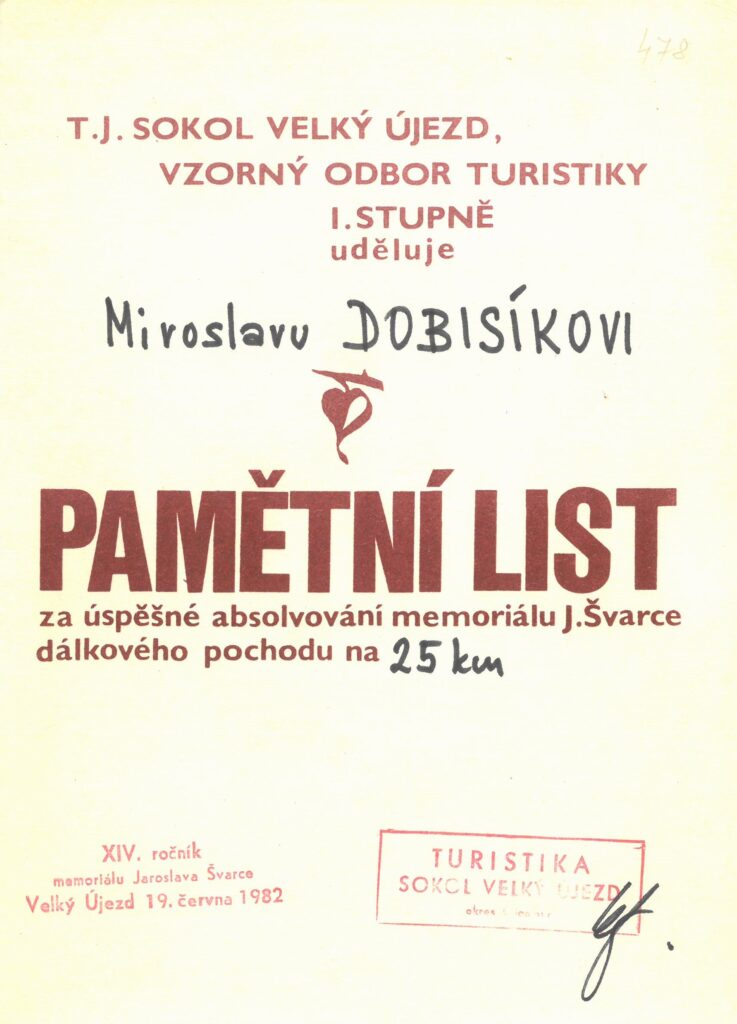 478
T.J. SOKOL VELKÝ ÚJEZD,
VZORNÝ ODBOR TURISTIKY
I. STUPNĚ
uděluje
Miroslavu DOBISÍKOVI
PAMĚTNÍ LIST
za úspěšné absolvování memoriálu J.Švarce
dálkového pochodu na 25 km
XIV. ročník
memoriálu Jaroslava Švarce
Velký Újezd 19. června 1982
TURISTIKA
SOKOL VELKÝ ÚJEZD
okres